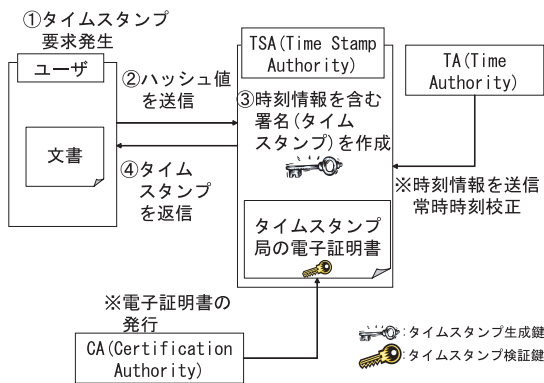 ①タイムスタンプ
要求発生
ユーザ
文書
②ハッシュ値
を送信
④タイム
スタンプ
を返信
TSA(Time Stamp
Authority)
③時刻情報を含む
署名(タイム
スタンプ)を作成
タイムスタンプ
局の電子証明書
TA(Time
Authority)
※時刻情報を送信
常時時刻校正
※電子証明書の
発行
CA(Certification
Authority)
:タイムスタンプ生成鍵
:タイムスタンプ検証鍵